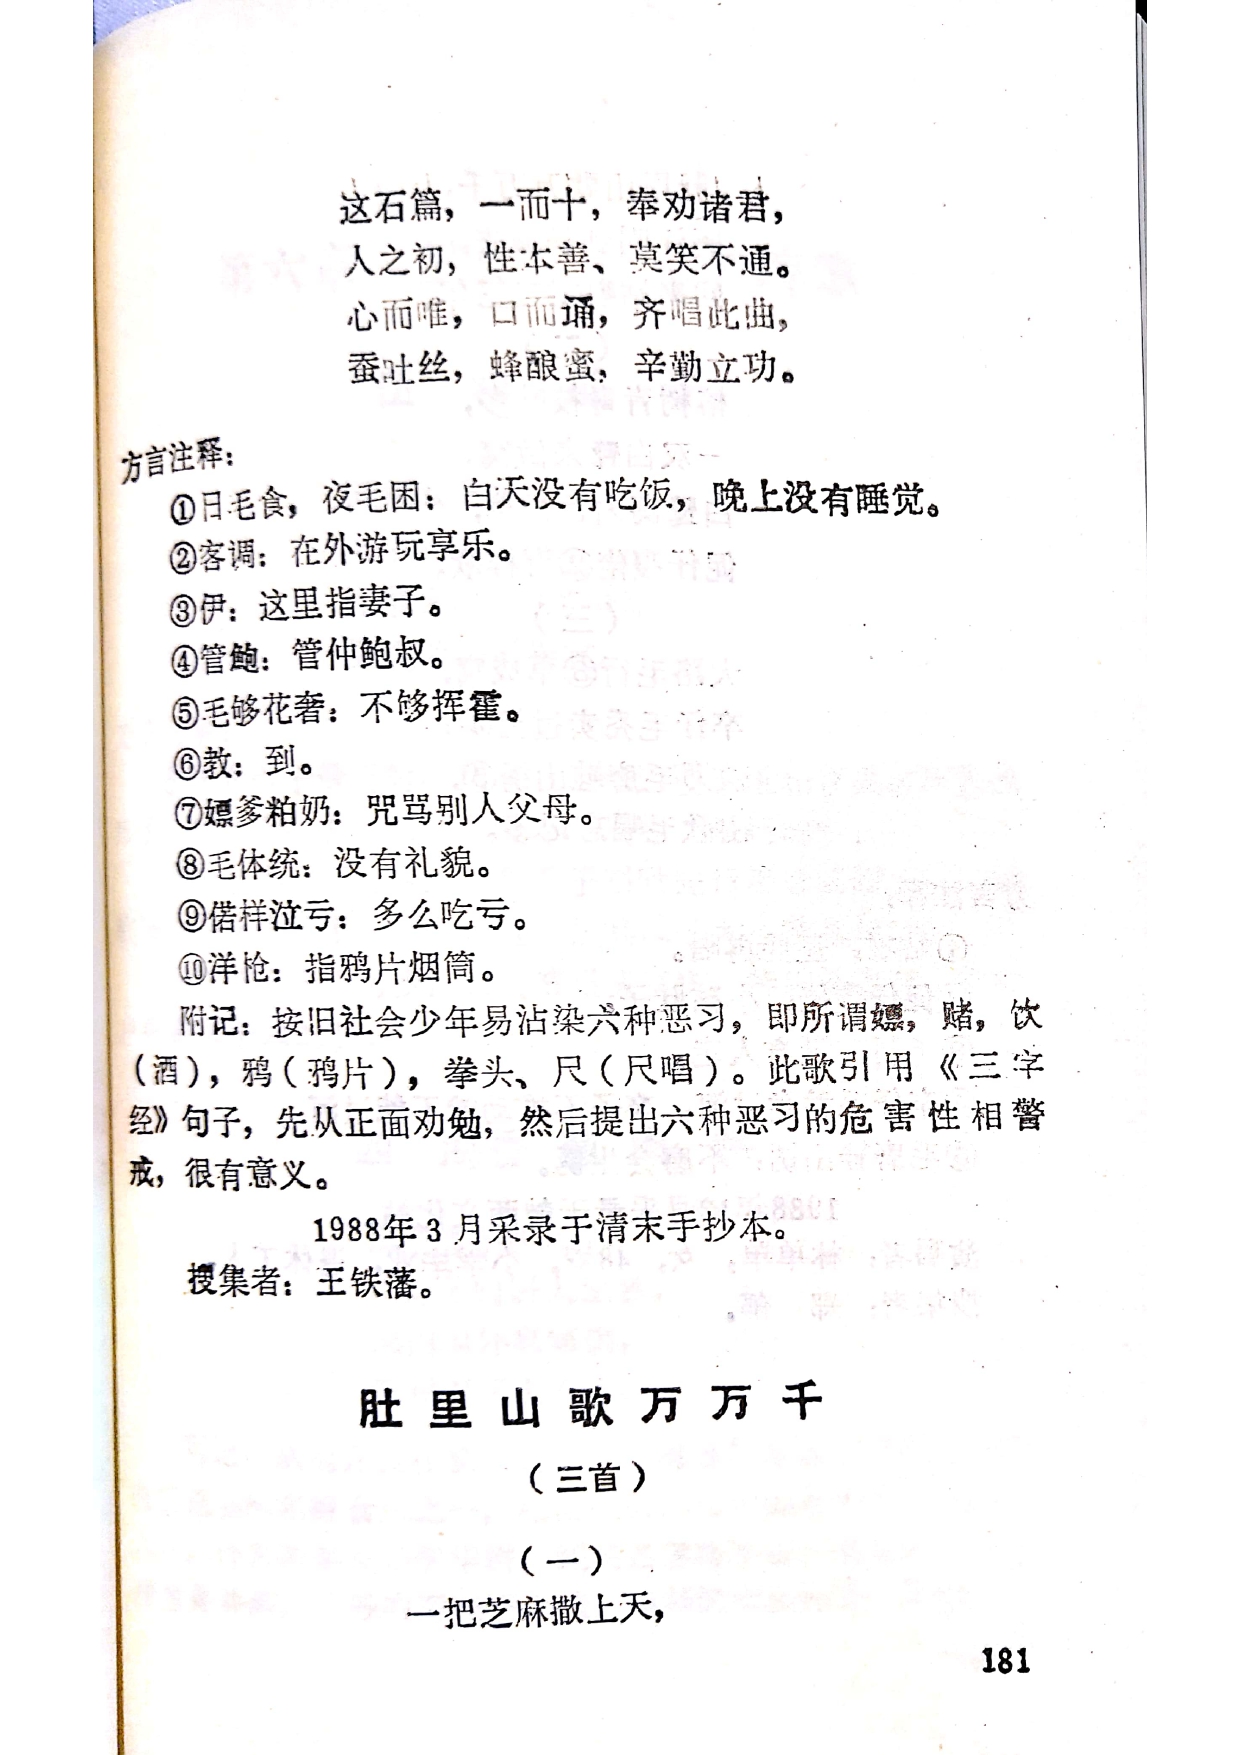 这石篇，一而十，奉劝诸君，
人之初，性本善、莫笑不通。
心而唯，口而诵，齐唱此曲，
蚕吐丝，蜂酿蜜，辛勤立功。
方言注释：
①日毛食，夜毛困：白天没有吃饭，晚上没有睡觉。
②客调：在外游玩享乐。
③伊：这里指妻子。
④管鲍：管仲鲍叔。
⑤毛够花奢：不够挥霍。
⑥教：到。
⑦嫖爹粕奶：咒骂别人父母。
⑧毛体统：没有礼貌。
⑨偌样泣亏：多么吃亏。
⑩洋枪：指鸦片烟筒。
附记：按旧社会少年易沾染六种恶习，即所谓嫖，赌，饮
（酒），鸦（鸦片），拳头、尺（尺唱）。此歌引用《三字
经》句子，先从正面劝勉，然后提出六种恶习的危害性相警
戒，很有意义。
1988年3月采录于清末手抄本。
搜集者：王铁藩。
肚里山歌万万千
（三首）
（一）
一把芝麻撒上天，
181